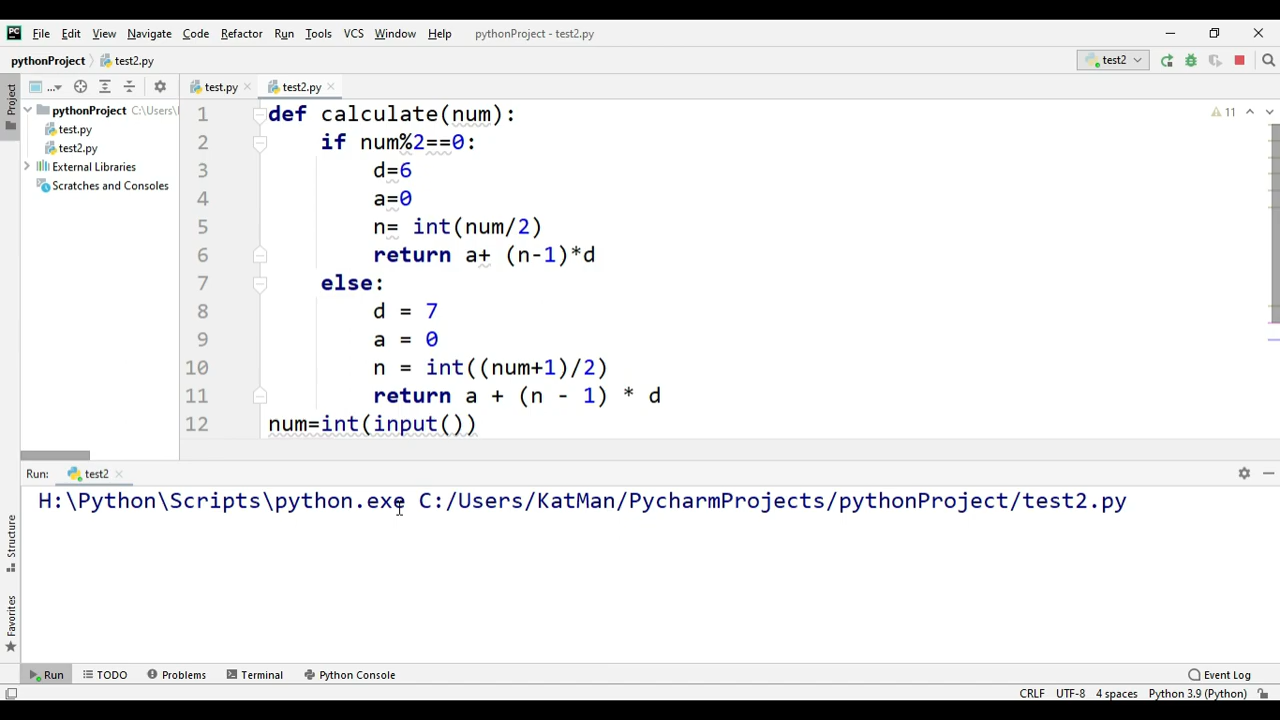 PC File Edit View Navigate Code Refactor Run Tools VCS Window Help pythonProject - test2.py
pythonProject test2.py test2
Project ... test.py test2.py
pythonProject C:\Users\
test.py
test2.py
External Libraries
Scratches and Consoles
11
1 def calculate(num):
2 if num%2==0:
3 d=6
4 a=0
5 n= int(num/2)
6 return a+ (n-1)*d
7 else:
8 d = 7
9 a = 0
10 n = int((num+1)/2)
11 return a + (n - 1) * d
12 num=int(input())
Run: test2
H:\Python\Scripts\python.exe C:/Users/KatMan/PycharmProjects/pythonProject/test2.py
Structure
Favorites
Run TODO Problems Terminal Python Console Event Log
CRLF UTF-8 4 spaces Python 3.9 (Python)